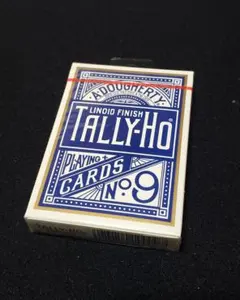 A.DOUGHERTY
LINOID FINISH
TALLY-HO®
PLAYING
CARDS
No. 9